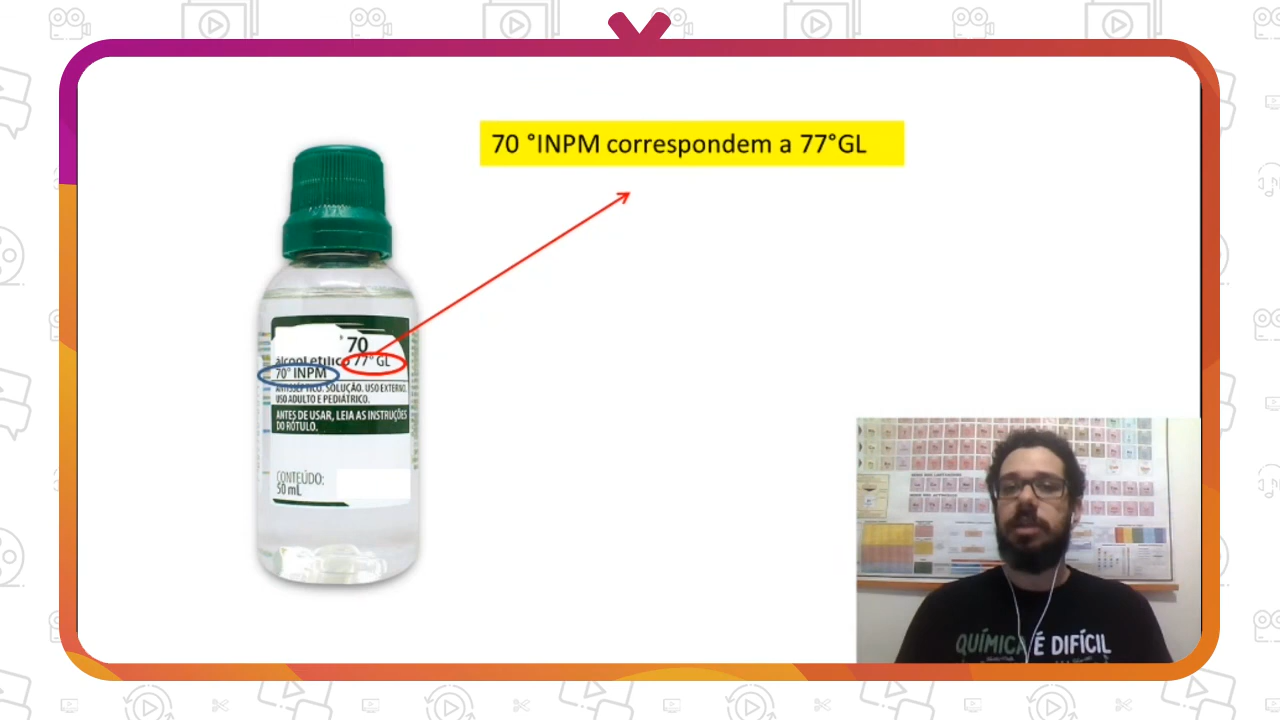 70 °INPM correspondem a 77°GL
° 70
álcool etílico 77° GL
70° INPM
ANTISSÉPTICO. SOLUÇÃO. USO EXTERNO.
USO ADULTO E PEDIÁTRICO.
ANTES DE USAR, LEIA AS INSTRUÇÕES
DO RÓTULO.
CONTEÚDO:
50 mL
QUÍMICA É DIFÍCIL